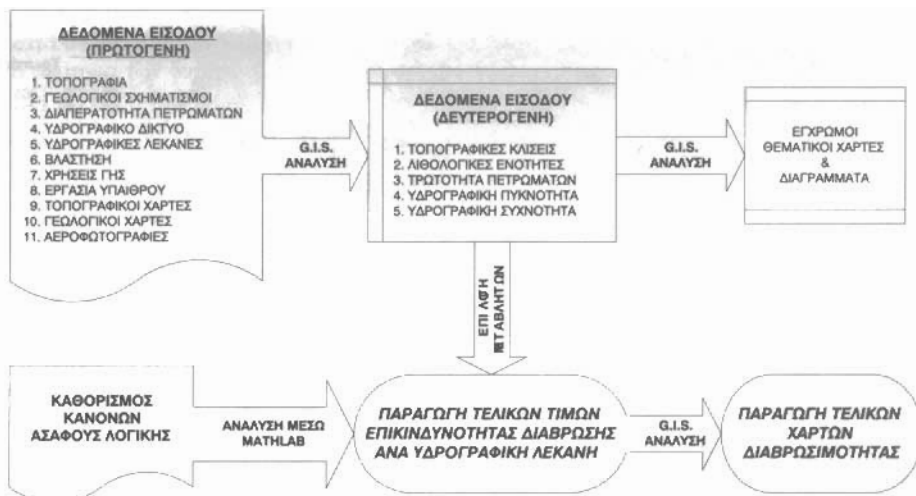 ΔΕΔΟΜΕΝΑ ΕΙΣΟΔΟΥ
(ΠΡΩΤΟΓΕΝΗ)
1. ΤΟΠΟΓΡΑΦΙΑ
2. ΓΕΩΛΟΓΙΚΟΙ ΣΧΗΜΑΤΙΣΜΟΙ
3. ΔΙΑΠΕΡΑΤΟΤΗΤΑ ΠΕΤΡΩΜΑΤΩΝ
4. ΥΔΡΟΓΡΑΦΙΚΟ ΔΙΚΤΥΟ
5. ΥΔΡΟΓΡΑΦΙΚΕΣ ΛΕΚΑΝΕΣ
6. ΒΛΑΣΤΗΣΗ
7. ΧΡΗΣΕΙΣ ΓΗΣ
8. ΕΡΓΑΣΙΑ ΥΠΑΙΘΡΟΥ
9. ΤΟΠΟΓΡΑΦΙΚΟΙ ΧΑΡΤΕΣ
10. ΓΕΩΛΟΓΙΚΟΙ ΧΑΡΤΕΣ
11. ΑΕΡΟΦΩΤΟΓΡΑΦΙΕΣ
G.I.S.
ΑΝΑΛΥΣΗ
ΔΕΔΟΜΕΝΑ ΕΙΣΟΔΟΥ
(ΔΕΥΤΕΡΟΓΕΝΗ)
1. ΤΟΠΟΓΡΑΦΙΚΕΣ ΚΛΙΣΕΙΣ
2. ΛΙΘΟΛΟΓΙΚΕΣ ΕΝΟΤΗΤΕΣ
3. ΤΡΩΤΟΤΗΤΑ ΠΕΤΡΩΜΑΤΩΝ
4. ΥΔΡΟΓΡΑΦΙΚΗ ΠΥΚΝΟΤΗΤΑ
5. ΥΔΡΟΓΡΑΦΙΚΗ ΣΥΧΝΟΤΗΤΑ
G.I.S.
ΑΝΑΛΥΣΗ
ΕΓΧΡΩΜΟΙ
ΘΕΜΑΤΙΚΟΙ ΧΑΡΤΕΣ
&
ΔΙΑΓΡΑΜΜΑΤΑ
ΚΑΘΟΡΙΣΜΟΣ
ΚΑΝΟΝΩΝ
ΑΣΑΦΟΥΣ ΛΟΓΙΚΗΣ
ΑΝΑΛΥΣΗ ΜΕΣΩ
MATHLAB
ΠΑΡΑΓΩΓΗ ΤΕΛΙΚΩΝ ΤΙΜΩΝ
ΕΠΙΚΙΝΔΥΝΟΤΗΤΑΣ ΔΙΑΒΡΩΣΗΣ
ΑΝΑ ΥΔΡΟΓΡΑΦΙΚΗ ΛΕΚΑΝΗ
G.I.S.
ΑΝΑΛΥΣΗ
ΠΑΡΑΓΩΓΗ ΤΕΛΙΚΩΝ
ΧΑΡΤΩΝ
ΔΙΑΒΡΩΣΙΜΟΤΗΤΑΣ